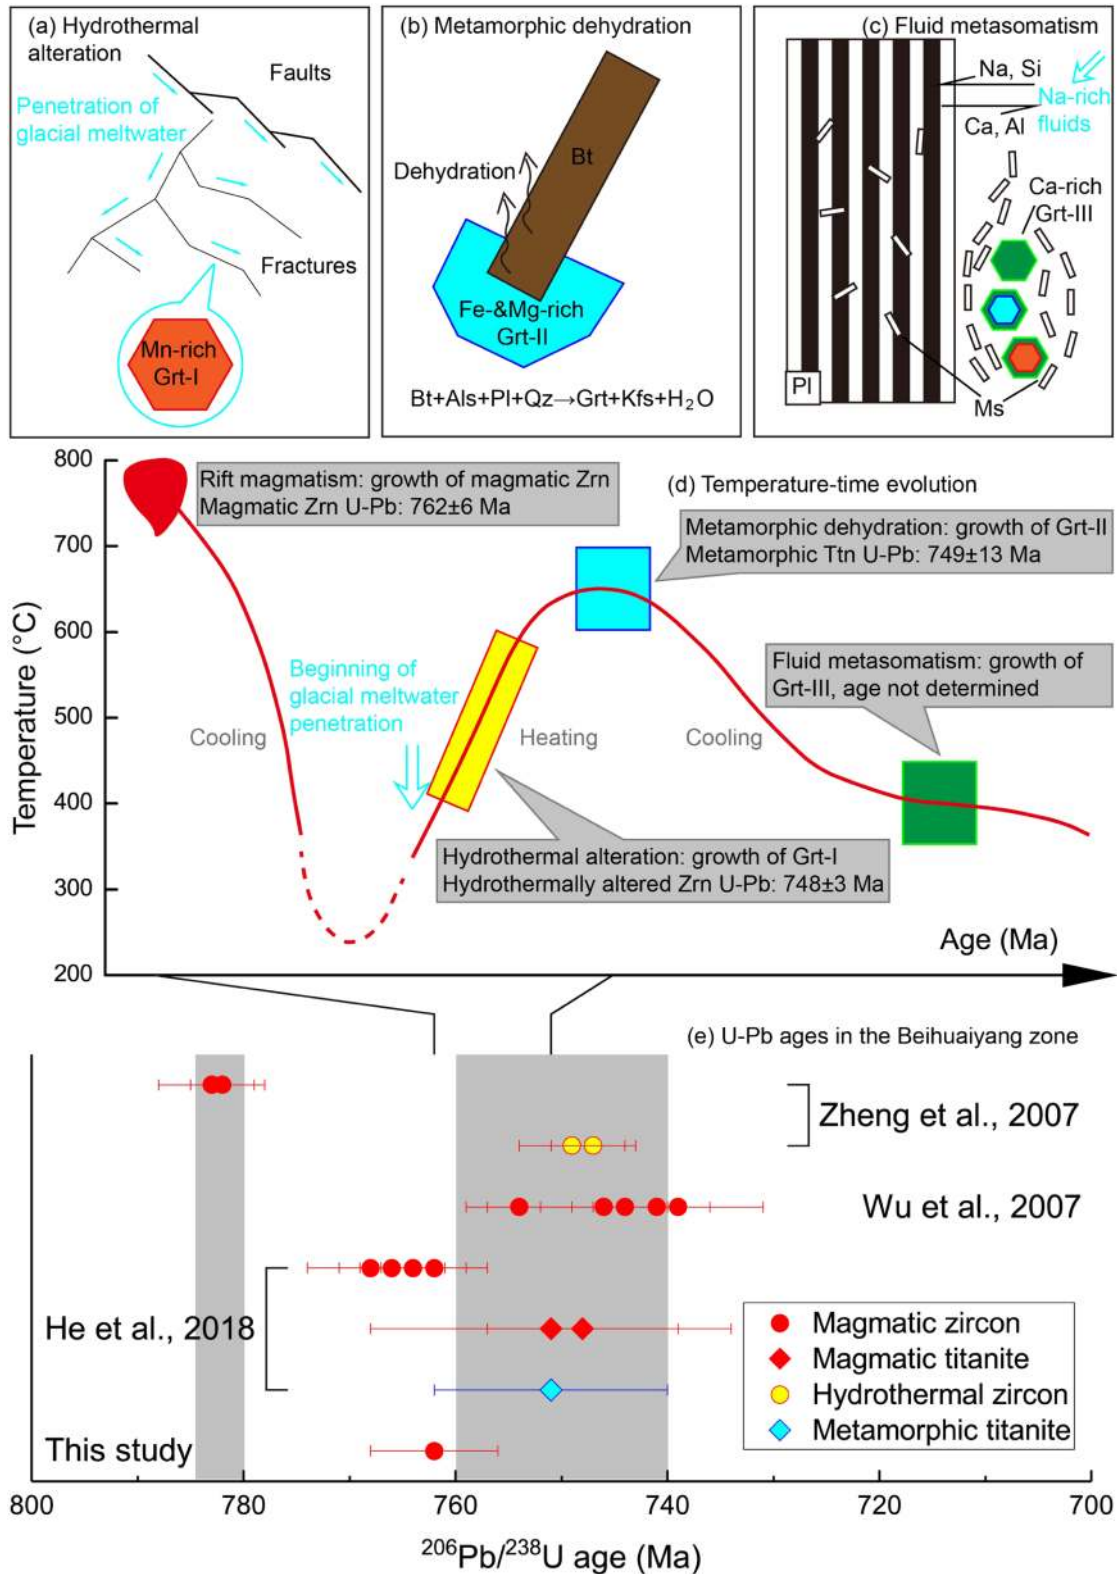 (a) Hydrothermal
alteration
Faults
Penetration of
glacial meltwater
Fractures
Mn-rich
Grt-I
(b) Metamorphic dehydration
Bt
Dehydration
Fe-&Mg-rich
Grt-II
Bt+Als+Pl+Qz→Grt+Kfs+H₂O
(c) Fluid metasomatism
Na, Si
Na-rich
fluids
Ca, Al
Ca-rich
Grt-III
Pl
Ms
800
700
600
500
400
300
200
Temperature (°C)
Rift magmatism: growth of magmatic Zrn
Magmatic Zrn U-Pb: 762±6 Ma
(d) Temperature-time evolution
Metamorphic dehydration: growth of Grt-II
Metamorphic Ttn U-Pb: 749±13 Ma
Beginning of
glacial meltwater
penetration
Cooling
Heating
Cooling
Fluid metasomatism: growth of
Grt-III, age not determined
Hydrothermal alteration: growth of Grt-I
Hydrothermally altered Zrn U-Pb: 748±3 Ma
Age (Ma)
(e) U-Pb ages in the Beihuaiyang zone
Zheng et al., 2007
Wu et al., 2007
He et al., 2018
This study
Magmatic zircon
Magmatic titanite
Hydrothermal zircon
Metamorphic titanite
800 780 760 740 720 700
²⁰⁶Pb/²³⁸U age (Ma)